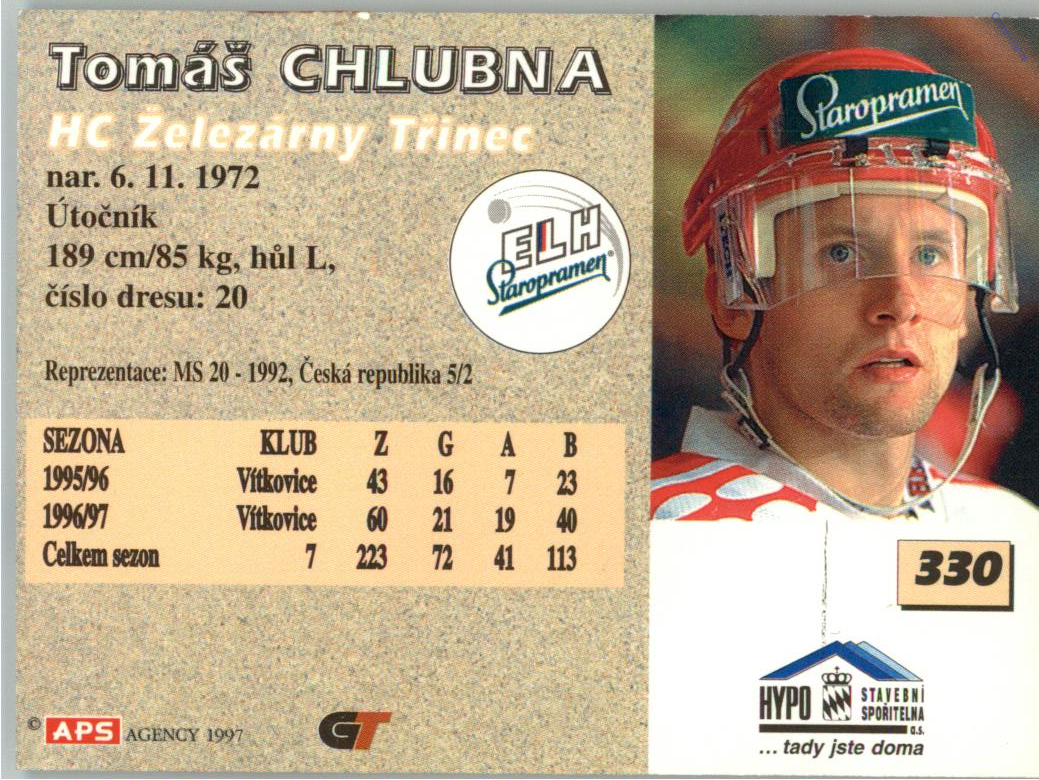 Tomáš CHLUBNA
HC Železárny Třinec
nar. 6. 11. 1972
Útočník
189 cm/85 kg, hůl L,
číslo dresu: 20
ELH
Staropramen
Reprezentace: MS 20 - 1992, Česká republika 5/2
SEZONA KLUB Z G A B
1995/96 Vítkovice 43 16 7 23
1996/97 Vítkovice 60 21 19 40
Celkem sezon 7 223 72 41 113
© APS AGENCY 1997
GT
Staropramen
330
HYPO STAVEBNÍ
SPOŘITELNA
a.s.
... tady jste doma